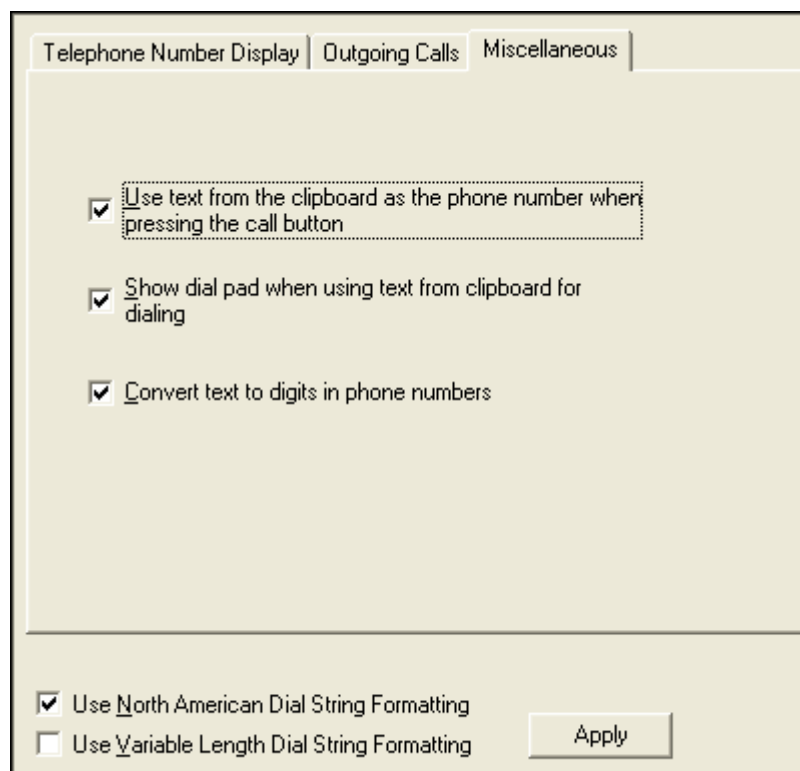 Telephone Number Display Outgoing Calls Miscellaneous
Use text from the clipboard as the phone number when
pressing the call button
Show dial pad when using text from clipboard for
dialing
Convert text to digits in phone numbers
Use North American Dial String Formatting
Use Variable Length Dial String Formatting
Apply